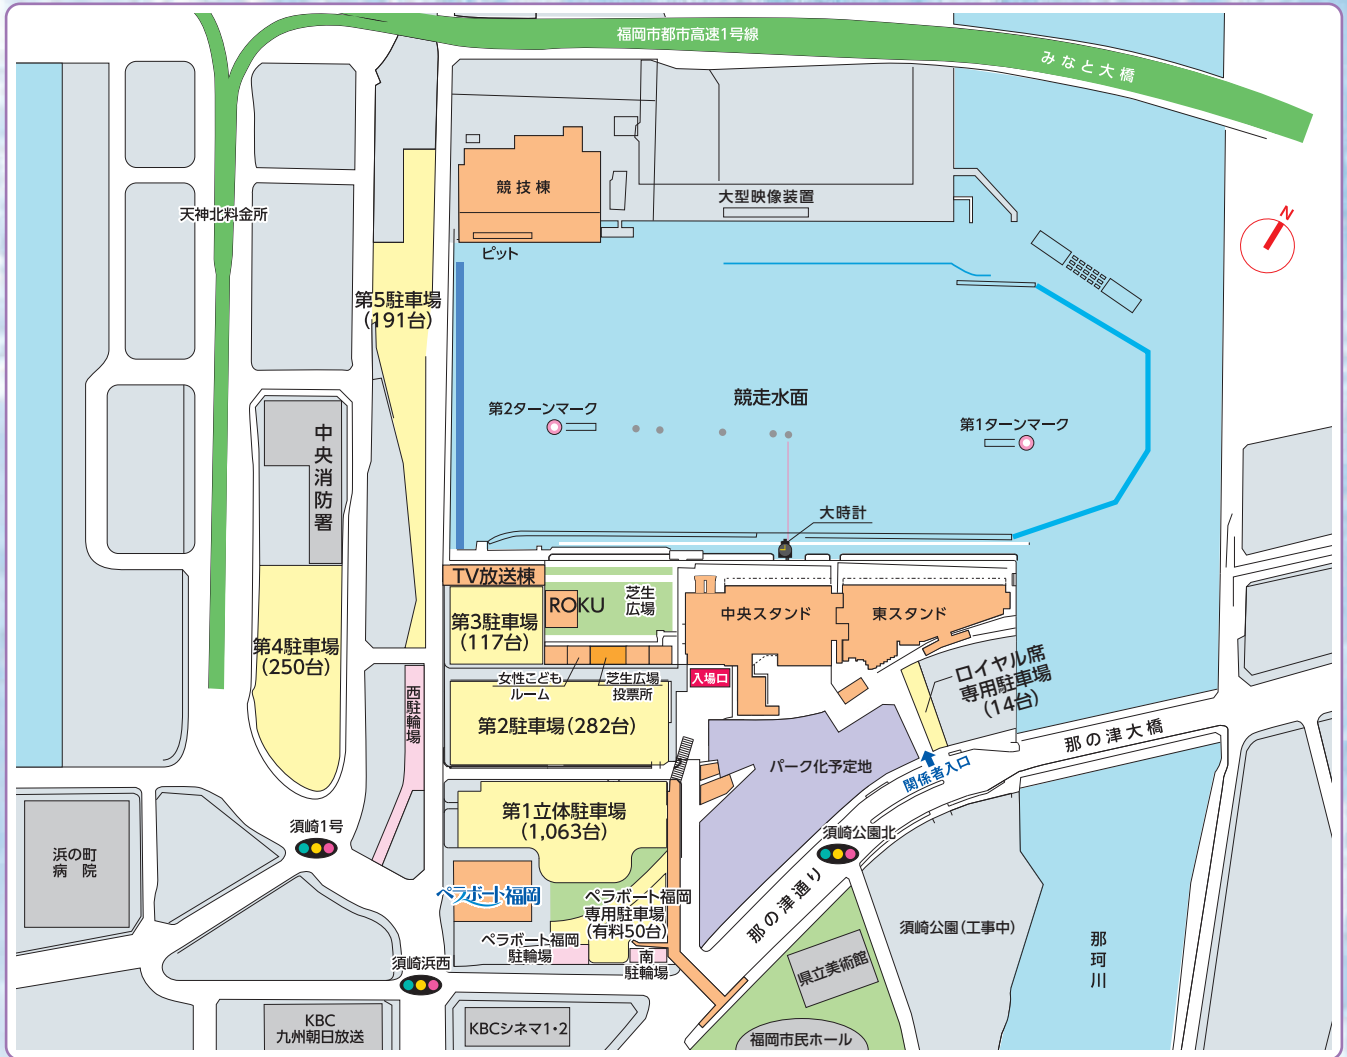 福岡市都市高速1号線
みなと大橋
N
天神北料金所
競技棟
ピット
大型映像装置
第5駐車場
(191台)
競走水面
第2ターンマーク
第1ターンマーク
中央消防署
大時計
TV放送棟
ROKU
芝生
広場
第3駐車場
(117台)
中央スタンド
東スタンド
第4駐車場
(250台)
女性こども
ルーム
芝生広場
投票所
入場口
ロイヤル席
専用駐車場
(14台)
西駐輪場
第2駐車場(282台)
パーク化予定地
関係者入口
那の津大橋
第1立体駐車場
(1,063台)
須崎1号
須崎公園北
浜の町
病院
ペラボート福岡
ペラボート福岡
専用駐車場
(有料50台)
那の津通り
須崎公園(工事中)
那珂川
ペラボート福岡
駐輪場
南
駐輪場
須崎浜西
県立美術館
KBC
九州朝日放送
KBCシネマ1・2
福岡市民ホール